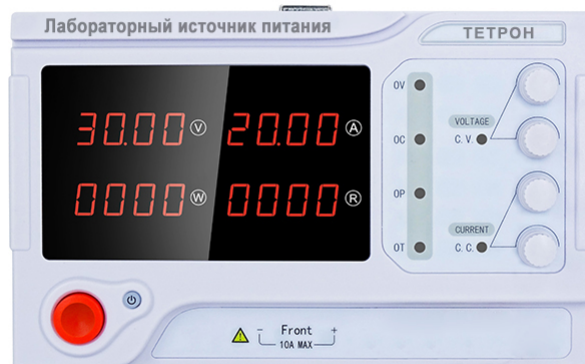 Лабораторный источник питания
ТЕТРОН
30.00 V 20.00 A
0000 W 0000 R
OV
OC
OP
OT
VOLTAGE
C.V.
CURRENT
C.C.
- Front +
10A MAX